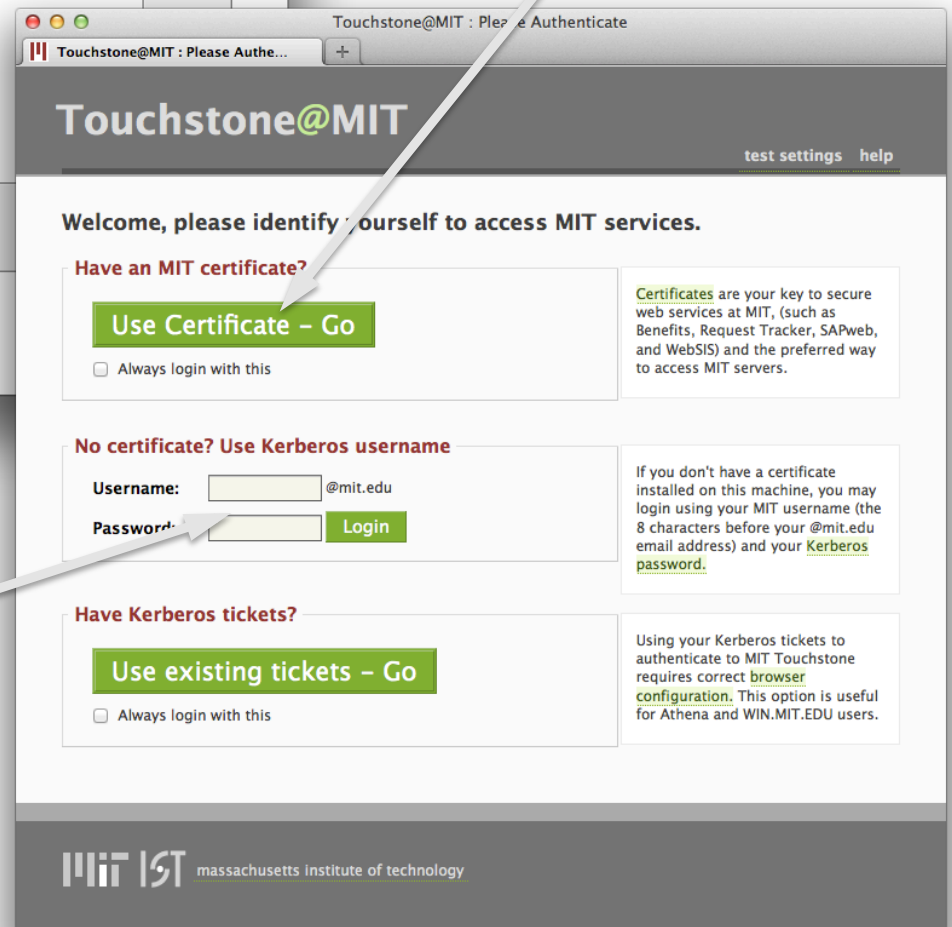 Touchstone@MIT : Please Authenticate
Touchstone@MIT : Please Authe...
Touchstone@MIT
test settings help
Welcome, please identify yourself to access MIT services.
Have an MIT certificate?
Use Certificate – Go
Always login with this
Certificates are your key to secure
web services at MIT, (such as
Benefits, Request Tracker, SAPweb,
and WebSIS) and the preferred way
to access MIT servers.
No certificate? Use Kerberos username
Username: @mit.edu
Password: Login
If you don't have a certificate
installed on this machine, you may
login using your MIT username (the
8 characters before your @mit.edu
email address) and your Kerberos
password.
Have Kerberos tickets?
Use existing tickets – Go
Always login with this
Using your Kerberos tickets to
authenticate to MIT Touchstone
requires correct browser
configuration. This option is useful
for Athena and WIN.MIT.EDU users.
MIT IST massachusetts institute of technology